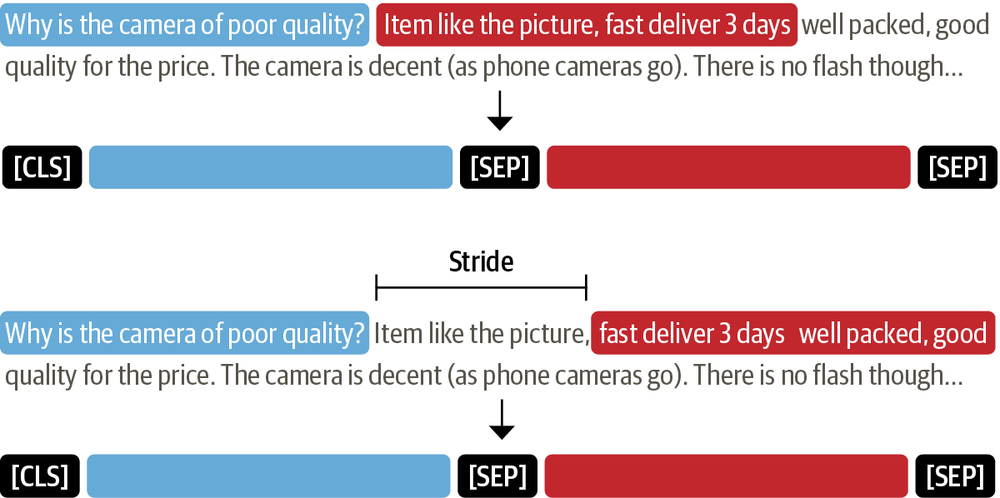 Why is the camera of poor quality? Item like the picture, fast deliver 3 days well packed, good
quality for the price. The camera is decent (as phone cameras go). There is no flash though...
[CLS] [SEP] [SEP]
Stride
Why is the camera of poor quality? Item like the picture, fast deliver 3 days well packed, good
quality for the price. The camera is decent (as phone cameras go). There is no flash though...
[CLS] [SEP] [SEP]